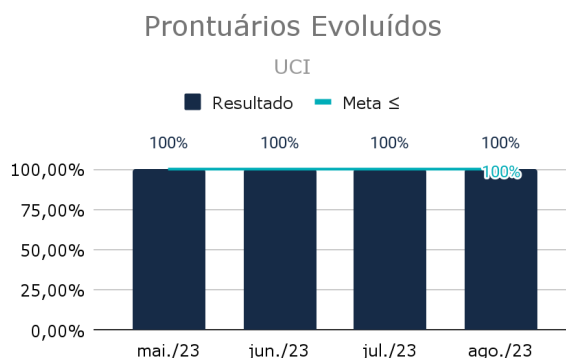 Prontuários Evoluídos
UCI
Resultado Meta ≤
100% 100% 100% 100%
100,00%
100%
75,00%
50,00%
25,00%
0,00%
mai./23 jun./23 jul./23 ago./23